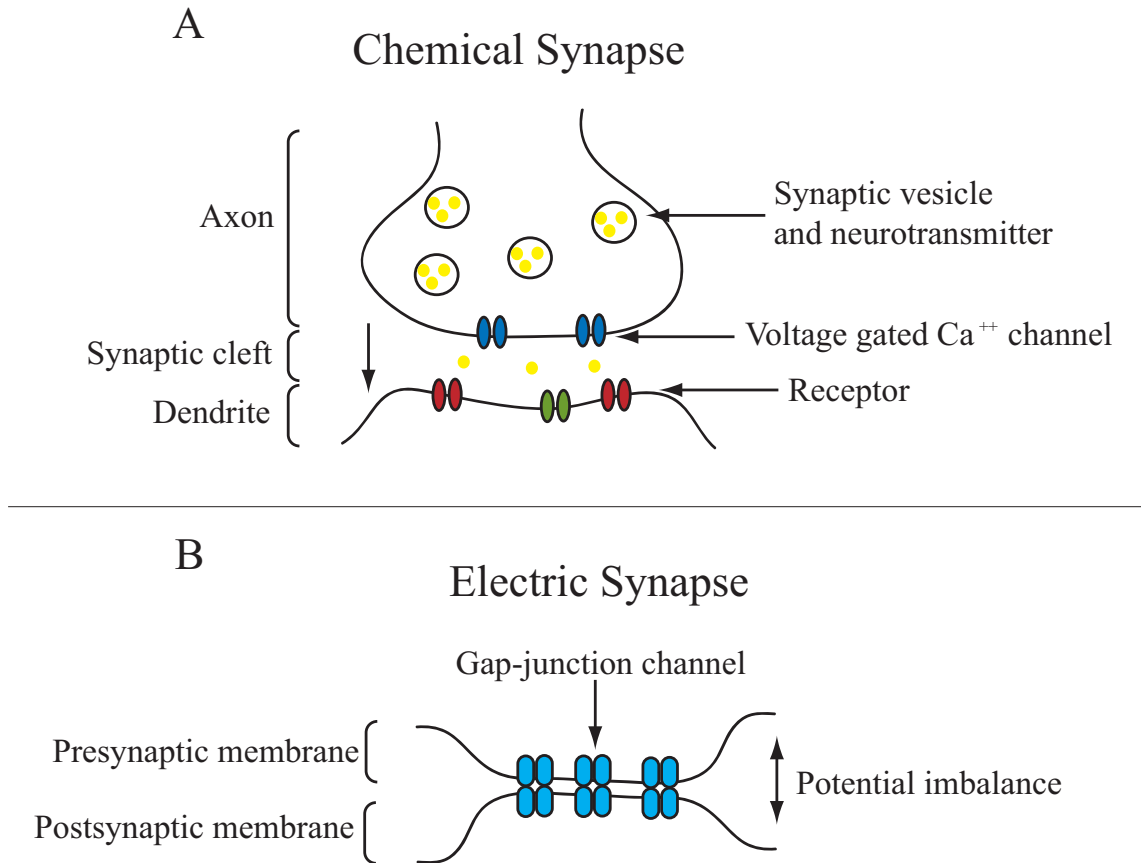 A
Chemical Synapse
Axon
Synaptic vesicle
and neurotransmitter
Voltage gated Ca ++ channel
Synaptic cleft
Receptor
Dendrite
B
Electric Synapse
Gap-junction channel
Presynaptic membrane
Potential imbalance
Postsynaptic membrane